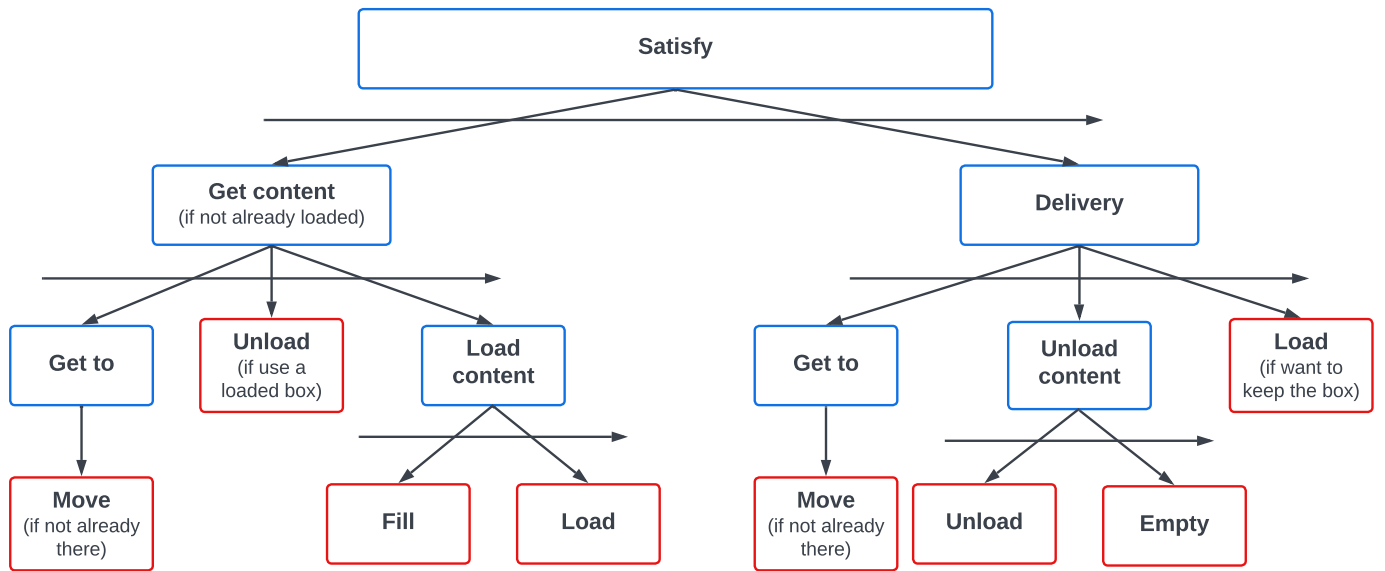 Satisfy
Get content
(if not already loaded)
Delivery
Get to
Unload
(if use a
loaded box)
Load
content
Get to
Unload
content
Load
(if want to
keep the box)
Move
(if not already
there)
Fill
Load
Move
(if not already
there)
Unload
Empty